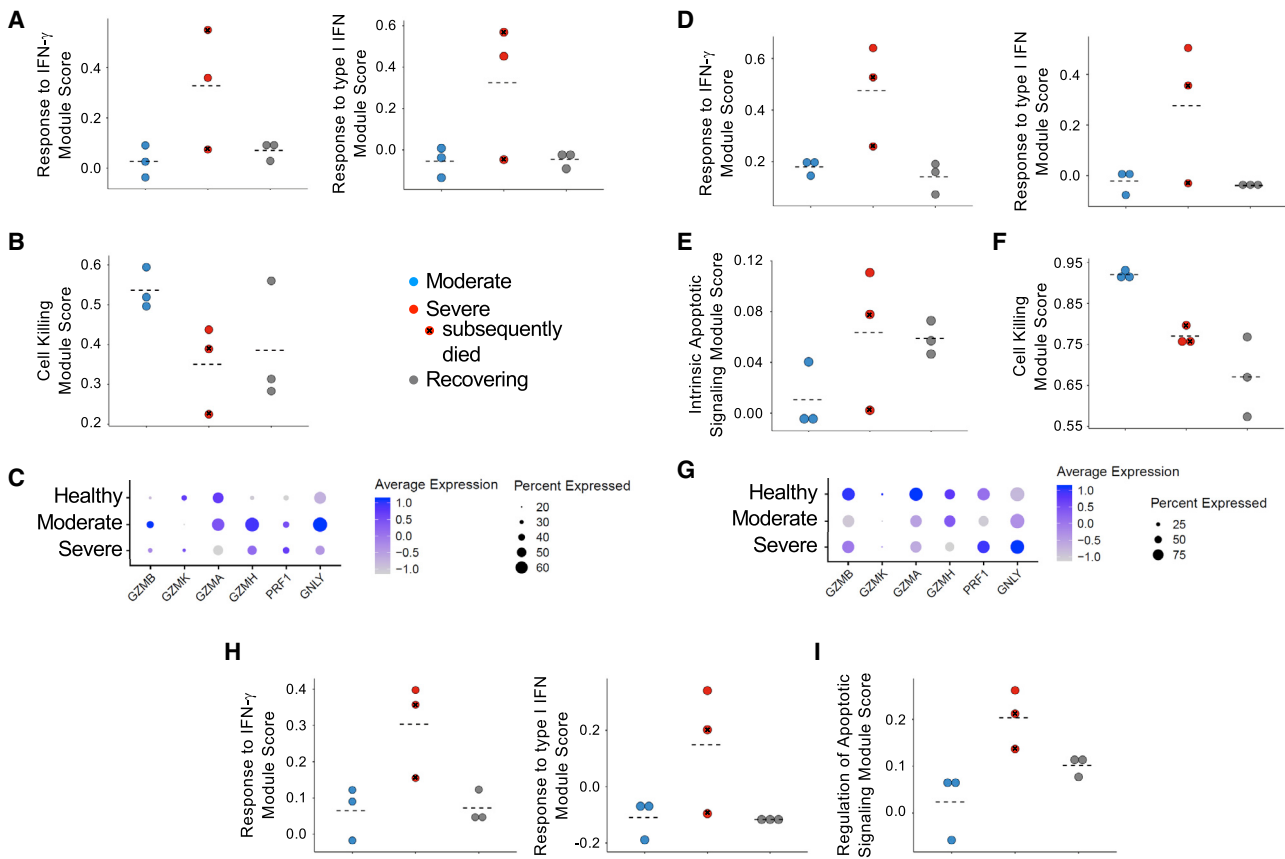 A
Response to IFN-γ
Module Score
0.4
0.2
0.0
Response to type I IFN
Module Score
0.6
0.4
0.2
0.0
B
Cell Killing
Module Score
0.6
0.5
0.4
0.3
0.2
Moderate
Severe
subsequently
died
Recovering
C
Healthy
Moderate
Severe
GZMB GZMK GZMA GZMH PRF1 GNLY
Average Expression
1.0
0.5
0.0
−0.5
−1.0
Percent Expressed
20
30
40
50
60
D
Response to IFN-γ
Module Score
0.6
0.4
0.2
Response to type I IFN
Module Score
0.4
0.2
0.0
E
Intrinsic Apoptotic
Signaling Module Score
0.12
0.08
0.04
0.00
F
Cell Killing
Module Score
0.95
0.85
0.75
0.65
0.55
G
Healthy
Moderate
Severe
GZMB GZMK GZMA GZMH PRF1 GNLY
Average Expression
1.0
0.5
0.0
−0.5
−1.0
Percent Expressed
25
50
75
H
Response to IFN-γ
Module Score
0.4
0.3
0.2
0.1
0.0
Response to type I IFN
Module Score
0.2
0.0
-0.2
I
Regulation of Apoptotic
Signaling Module Score
0.2
0.1
0.0